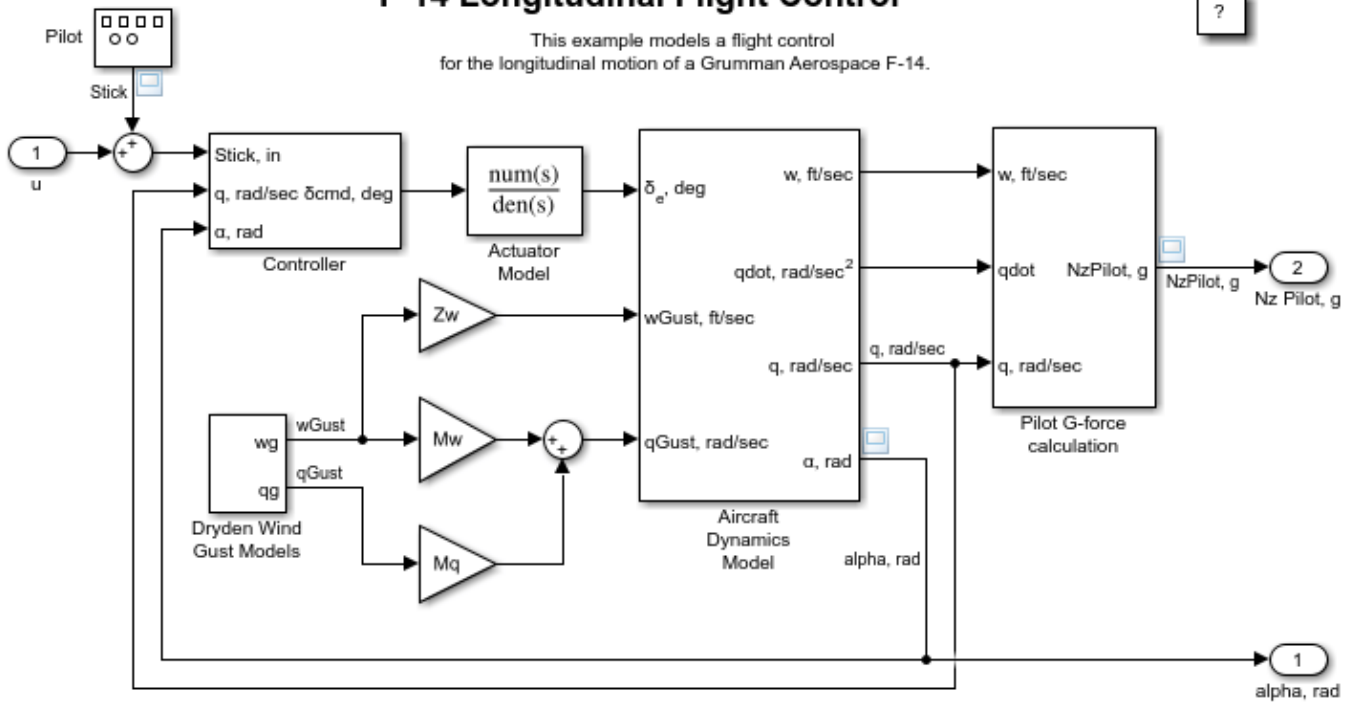 F-14 Longitudinal Flight Control
?
This example models a flight control
for the longitudinal motion of a Grumman Aerospace F-14.
Pilot
Stick
1
u
+
+
Stick, in
q, rad/sec δcmd, deg
α, rad
Controller
num(s)
den(s)
Actuator
Model
Zw
Mw
Mq
+
+
wg
qg
wGust
qGust
Dryden Wind
Gust Models
δe, deg
wGust, ft/sec
qGust, rad/sec
w, ft/sec
qdot, rad/sec²
q, rad/sec
α, rad
Aircraft
Dynamics
Model
q, rad/sec
alpha, rad
w, ft/sec
qdot
q, rad/sec
NzPilot, g
Pilot G-force
calculation
NzPilot, g
2
Nz Pilot, g
1
alpha, rad